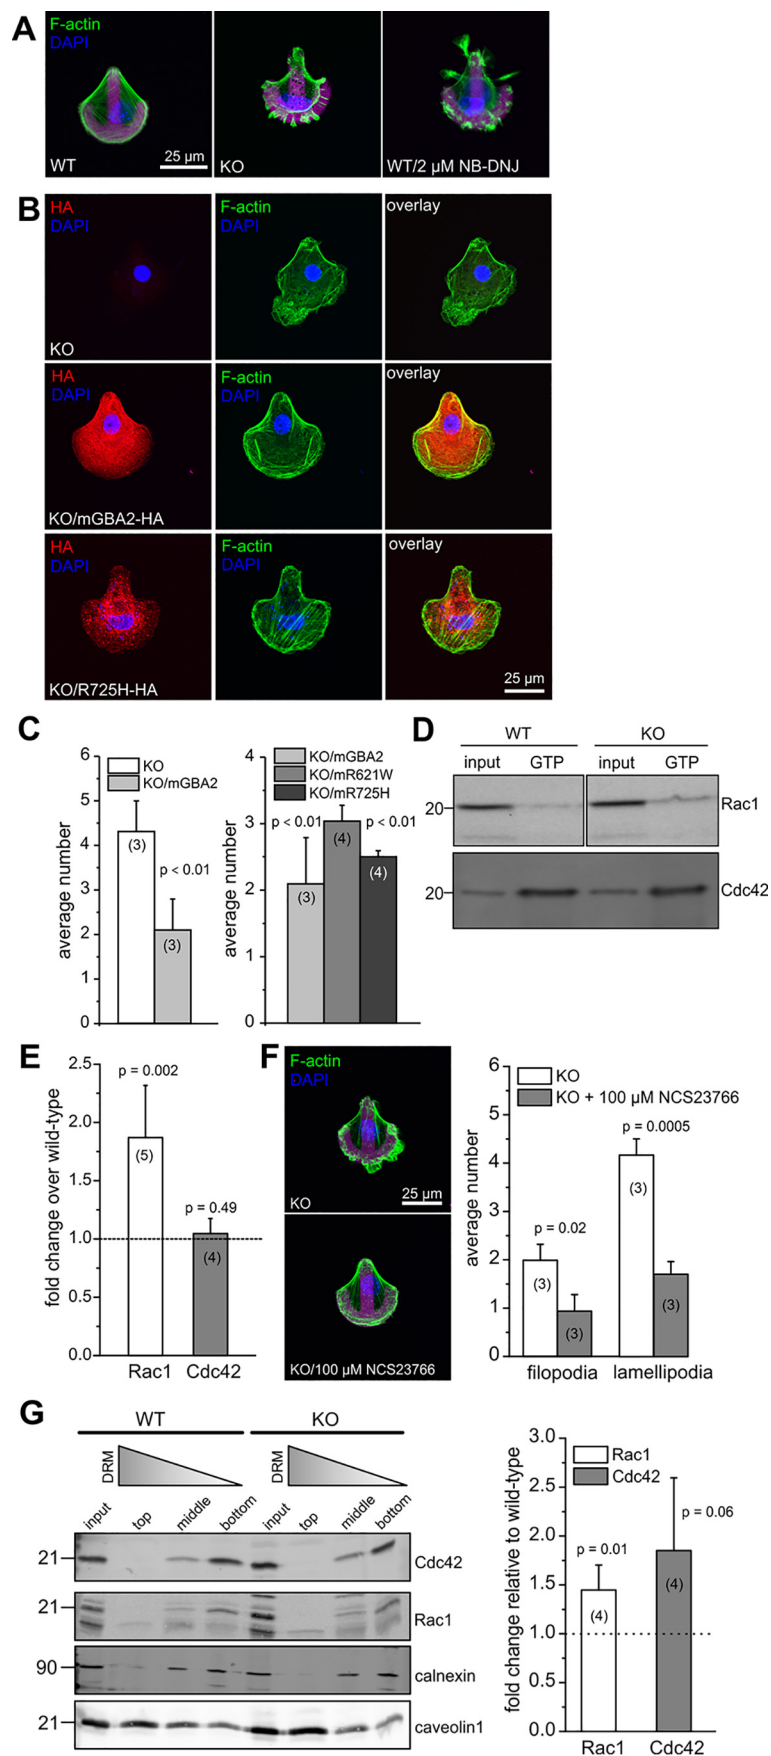 A
F-actin
DAPI
WT
25 µm
KO
WT/2 µM NB-DNJ
B
HA
DAPI
KO
F-actin
DAPI
overlay
HA
DAPI
KO/mGBA2-HA
F-actin
DAPI
overlay
HA
DAPI
KO/R725H-HA
F-actin
DAPI
overlay
25 µm
C
KO
KO/mGBA2
average number
6
5
4
3
2
1
0
(3)
p < 0.01
(3)
KO/mGBA2
KO/mR621W
KO/mR725H
average number
4
3
2
1
0
p < 0.01
p < 0.01
(3)
(4)
(4)
D
WT
KO
input
GTP
input
GTP
20
Rac1
20
Cdc42
E
fold change over wild-type
2.5
2.0
1.5
1.0
0.5
0.0
p = 0.002
(5)
p = 0.49
(4)
Rac1
Cdc42
F
F-actin
DAPI
KO
25 µm
KO/100 µM NCS23766
KO
KO + 100 µM NCS23766
average number
6
5
4
3
2
1
0
p = 0.02
p = 0.0005
(3)
(3)
(3)
(3)
filopodia
lamellipodia
G
WT
KO
DRM
DRM
input
top
middle
bottom
input
top
middle
bottom
21
Cdc42
21
Rac1
90
calnexin
21
caveolin1
Rac1
Cdc42
fold change relative to wild-type
3.0
2.5
2.0
1.5
1.0
0.5
0.0
p = 0.01
p = 0.06
(4)
(4)
Rac1
Cdc42